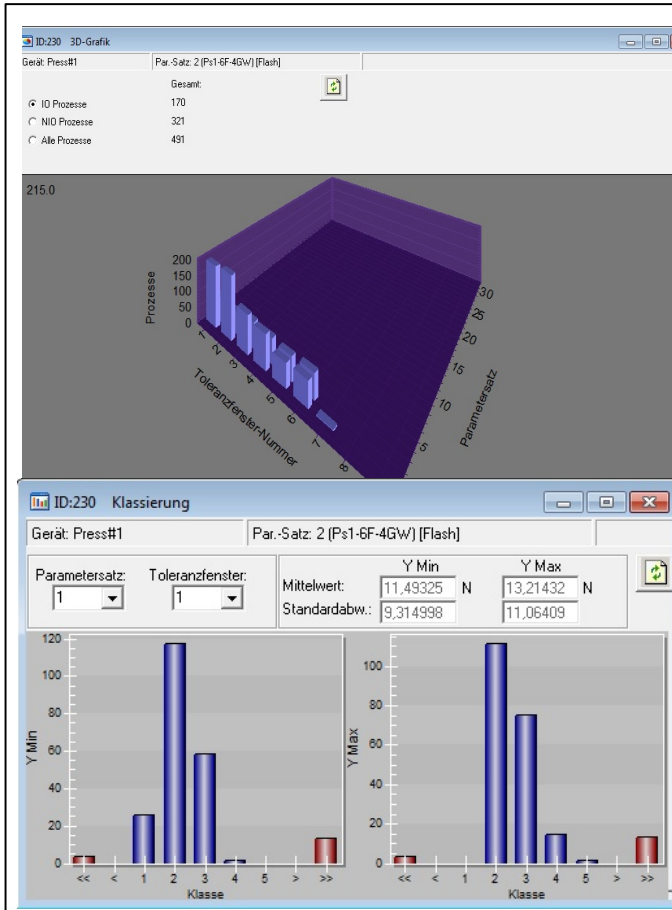 ID:230 3D-Grafik
Gerät: Press#1 Par.-Satz: 2 (Ps1-6F-4GW) [Flash]
Gesamt:
IO Prozesse 170
NIO Prozesse 321
Alle Prozesse 491
215.0
200
150
100
50
0
Prozesse
1
2
3
4
5
6
7
8
Toleranzfenster-Nummer
30
25
20
15
10
5
Parametersatz
ID:230 Klassierung
Gerät: Press#1 Par.-Satz: 2 (Ps1-6F-4GW) [Flash]
Parametersatz: Toleranzfenster:
1 1
Y Min Y Max
Mittelwert: 11,49325 N 13,21432 N
Standardabw.: 9,314998 11,06409
120
100
80
60
40
20
0
Y Min
<< < 1 2 3 4 5 > >>
Klasse
100
80
60
40
20
0
Y Max
<< < 1 2 3 4 5 > >>
Klasse